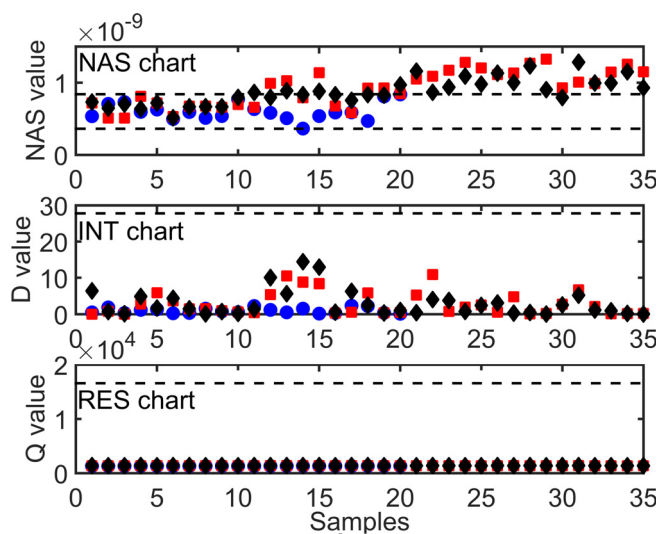 ×10⁻⁹
NAS chart
NAS value
1
0
0 5 10 15 20 25 30 35
30
20
10
0
INT chart
D value
0 5 10 15 20 25 30 35
×10⁴
2
1
0
RES chart
Q value
0 5 10 15 20 25 30 35
Samples